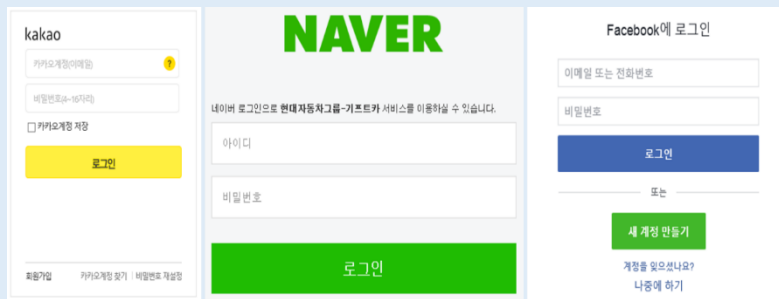 kakao
카카오계정(이메일)
?
비밀번호(4~16자리)
카카오계정 저장
로그인
회원가입
카카오계정 찾기 | 비밀번호 재설정
NAVER
네이버 로그인으로 현대자동차그룹-기프트카 서비스를 이용하실 수 있습니다.
아이디
비밀번호
로그인
Facebook에 로그인
이메일 또는 전화번호
비밀번호
로그인
또는
새 계정 만들기
계정을 잊으셨나요?
나중에 하기